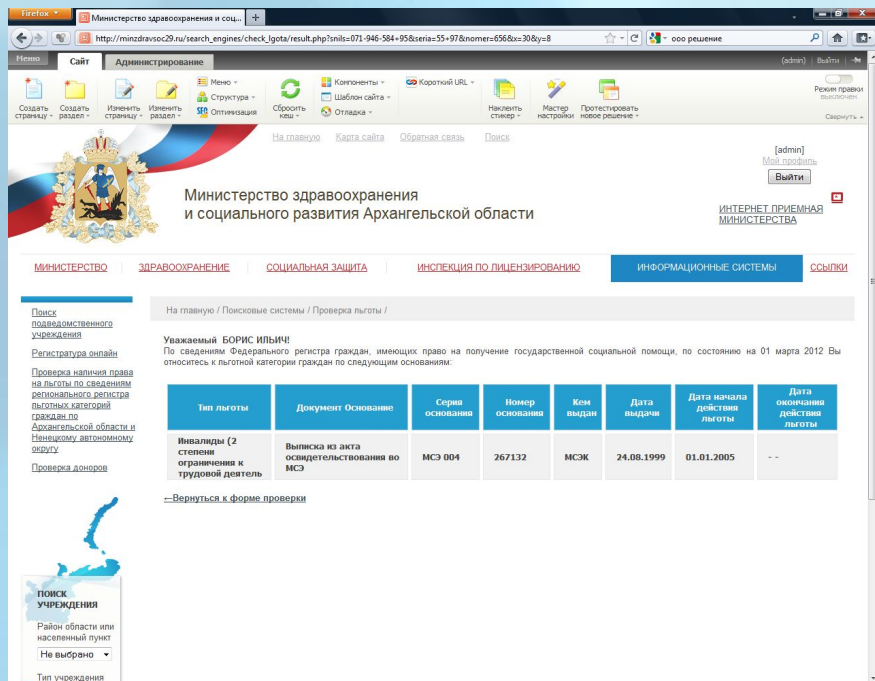 Firefox
Министерство здравоохранения и соц...
http://minzdravsoc29.ru/search_engines/check_lgota/result.php?snils=071-946-584+95&seria=55+97&nomer=656&x=30&y=8
ооо решение
Меню
Сайт
Администрирование
(admin) | Выйти
Создать страницу
Создать раздел
Изменить страницу
Изменить раздел
Меню
Структура
SEO Оптимизация
Сбросить кеш
Компоненты
Шаблон сайта
Отладка
Короткий URL
Наклеить стикер
Мастер настройки
Протестировать новое решение
Режим правки
выключен
Свернуть
На главную Карта сайта Обратная связь Поиск
[admin]
Мой профиль
Выйти
Министерство здравоохранения
и социального развития Архангельской области
ИНТЕРНЕТ ПРИЕМНАЯ
МИНИСТЕРСТВА
МИНИСТЕРСТВО ЗДРАВООХРАНЕНИЕ СОЦИАЛЬНАЯ ЗАЩИТА ИНСПЕКЦИЯ ПО ЛИЦЕНЗИРОВАНИЮ ИНФОРМАЦИОННЫЕ СИСТЕМЫ ССЫЛКИ
Поиск
подведомственного
учреждения
Регистратура онлайн
Проверка наличия права
на льготы по сведениям
регионального регистра
льготных категорий
граждан по
Архангельской области и
Ненецкому автономному
округу
Проверка доноров
На главную / Поисковые системы / Проверка льготы /
Уважаемый БОРИС ИЛЬИЧ!
По сведениям Федерального регистра граждан, имеющих право на получение государственной социальной помощи, по состоянию на 01 марта 2012 Вы
относитесь к льготной категории граждан по следующим основаниям:
Тип льготы
Документ Основание
Серия основания
Номер основания
Кем выдан
Дата выдачи
Дата начала действия льготы
Дата окончания действия льготы
Инвалиды (2
степени
ограничения к
трудовой деятель
Выписка из акта
освидетельствования во
МСЭ
МСЭ 004
267132
МСЭК
24.08.1999
01.01.2005
- -
←Вернуться к форме проверки
ПОИСК
УЧРЕЖДЕНИЯ
Район области или
населенный пункт
Не выбрано
Тип учреждения